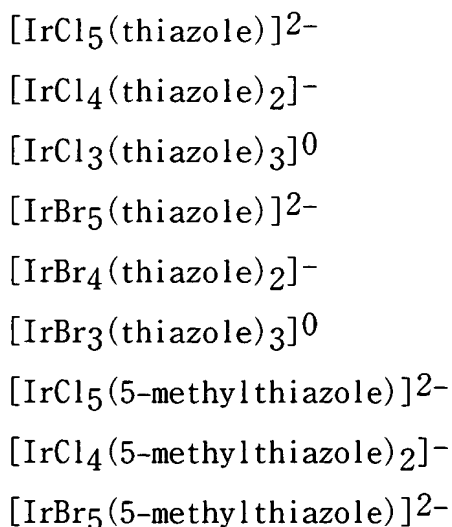 [IrCl5(thiazole)]2-
[IrCl4(thiazole)2]-
[IrCl3(thiazole)3]0
[IrBr5(thiazole)]2-
[IrBr4(thiazole)2]-
[IrBr3(thiazole)3]0
[IrCl5(5-methylthiazole)]2-
[IrCl4(5-methylthiazole)2]-
[IrBr5(5-methylthiazole)]2-